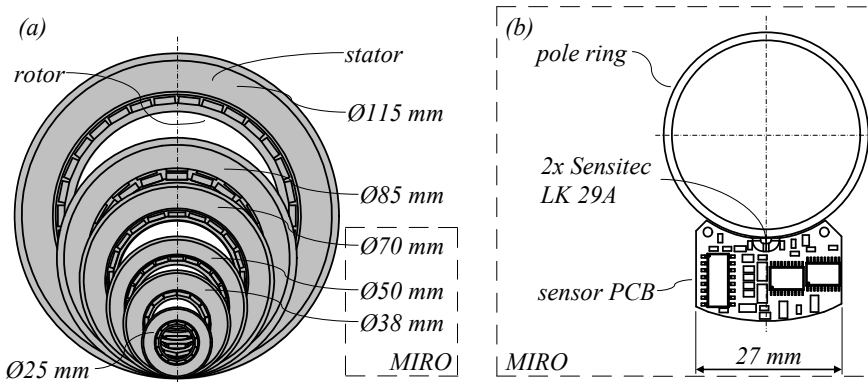 (a)
stator
rotor
Ø115 mm
Ø85 mm
Ø70 mm
Ø50 mm
Ø38 mm
Ø25 mm
MIRO
(b)
pole ring
2x Sensitec
LK 29A
sensor PCB
MIRO
27 mm